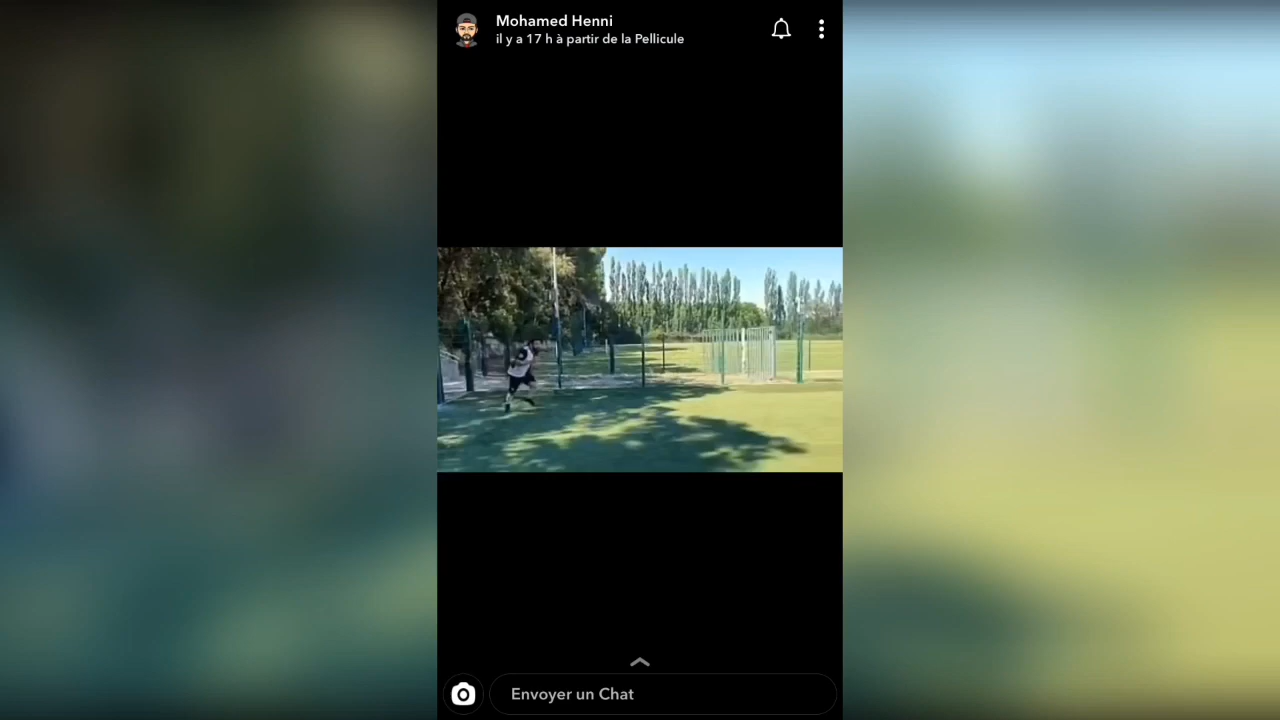 Mohamed Henni
il y a 17 h à partir de la Pellicule
Envoyer un Chat